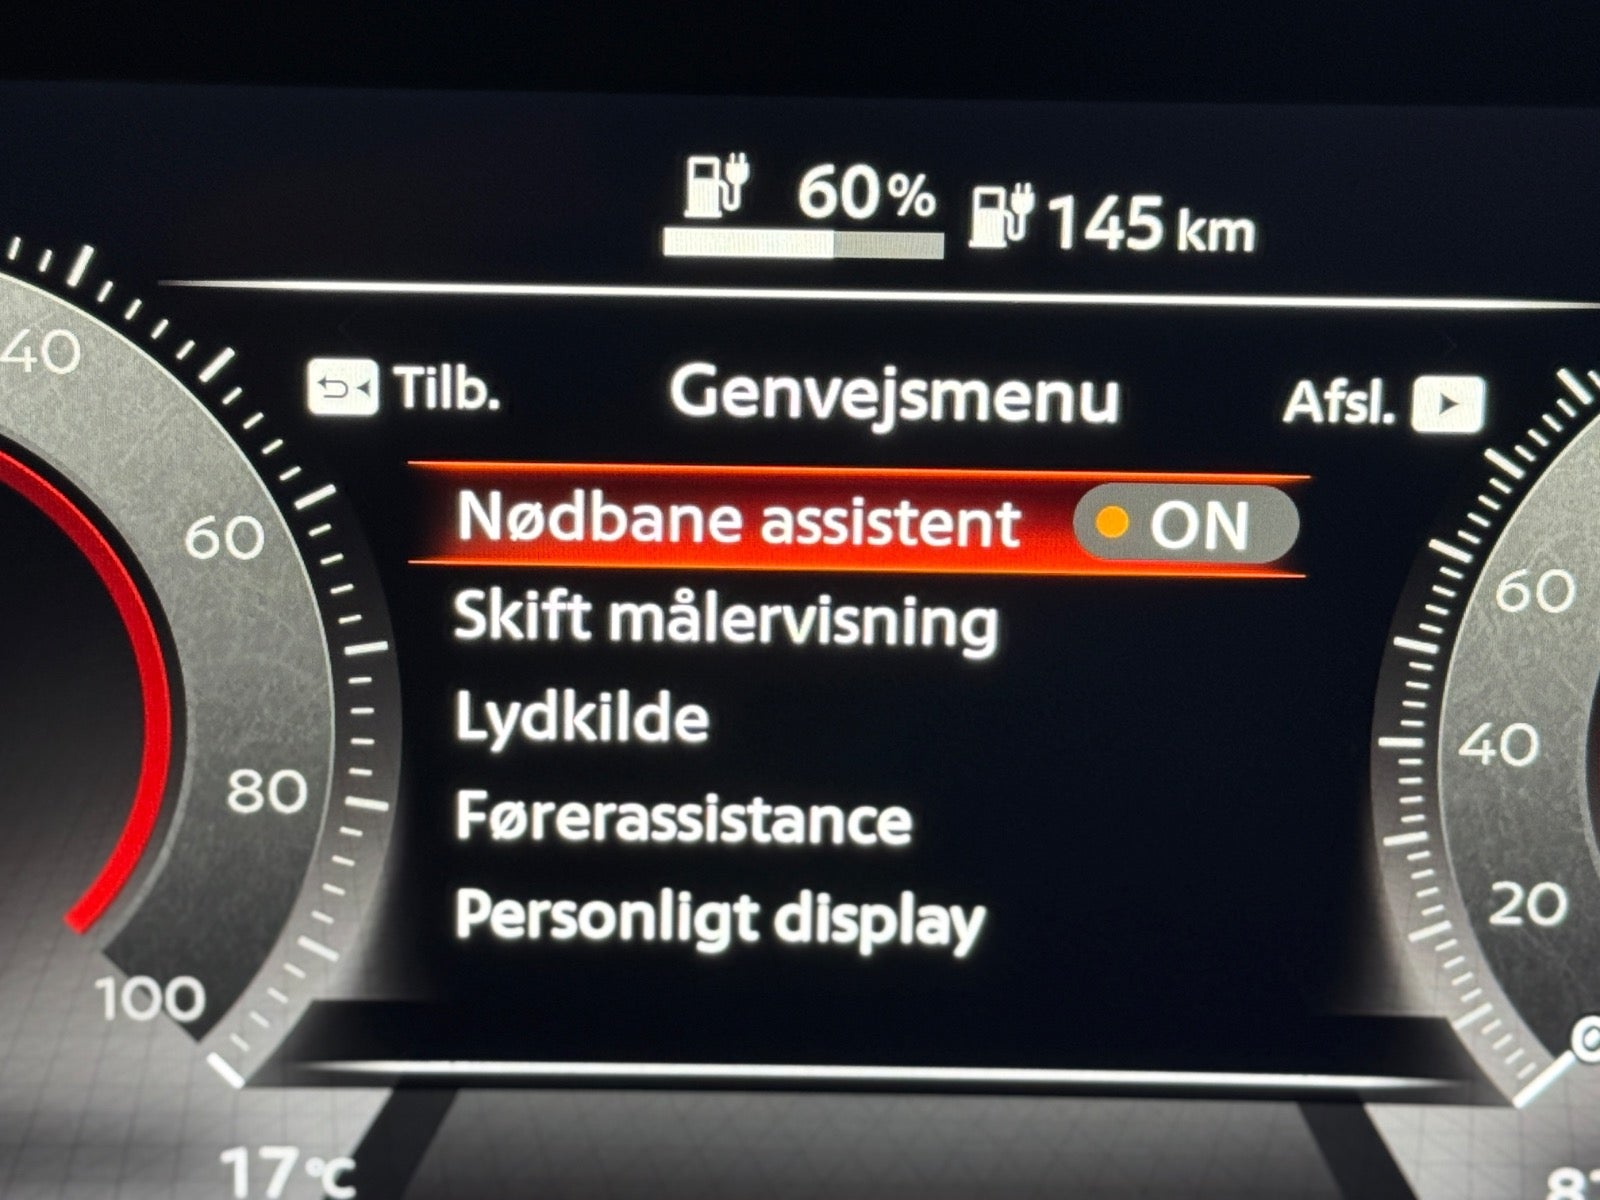 60%
145 km
Tilb.
Genvejsmenu
Afsl.
Nødbane assistent
ON
Skift målervisning
Lydkilde
Førerassistance
Personligt display
40
60
80
100
60
40
20
0
17°C